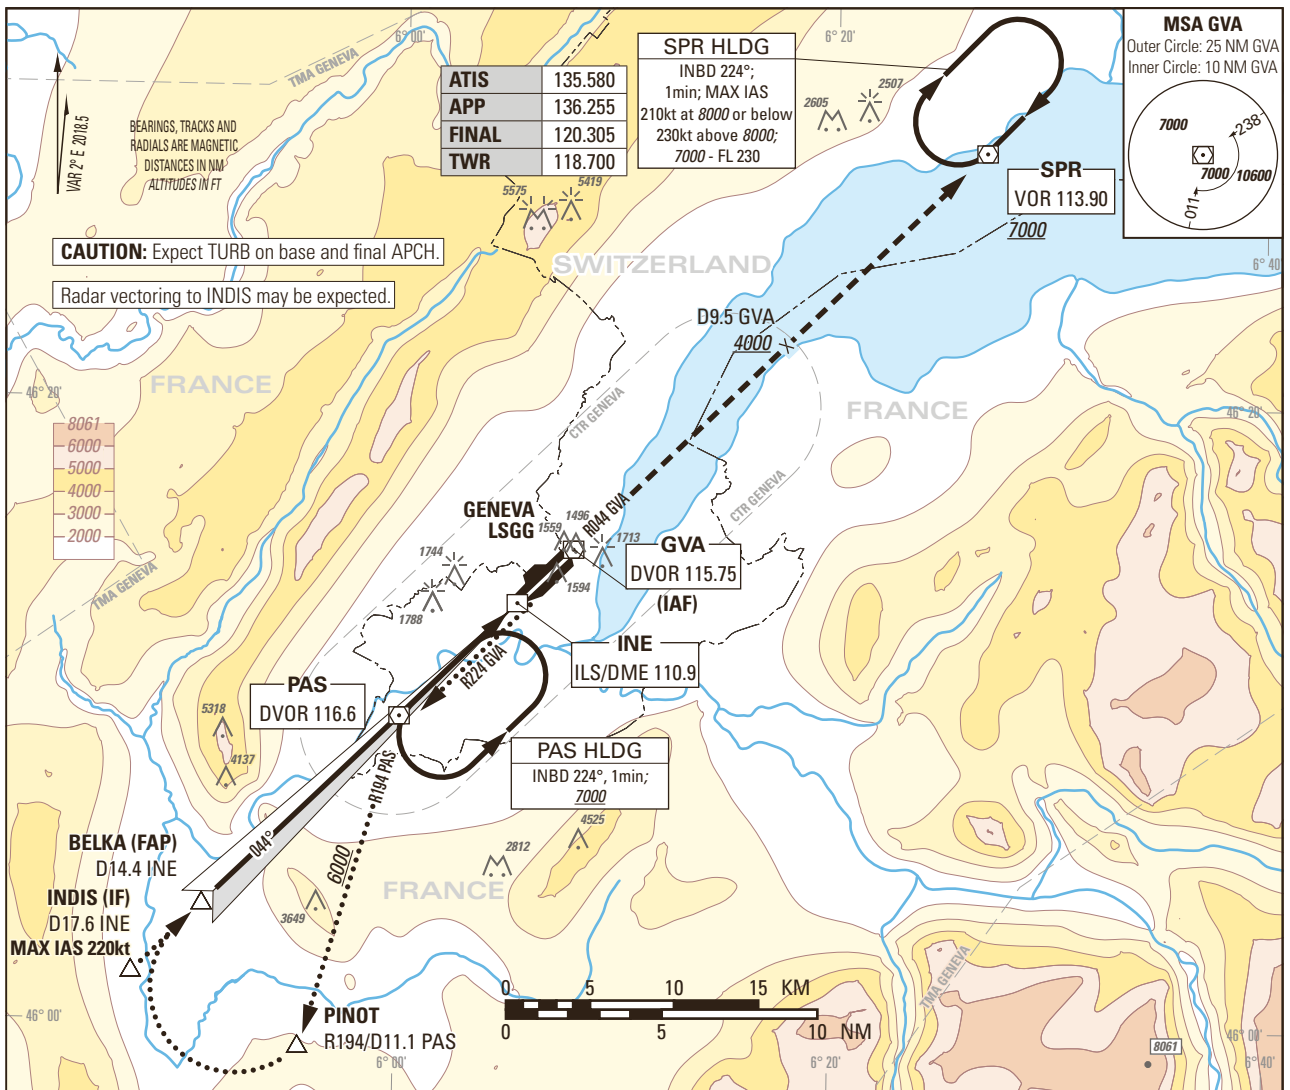 6° 00'
6° 20'
TMA GENEVA
VAR 2° E 2018.5
BEARINGS, TRACKS AND
RADIALS ARE MAGNETIC
DISTANCES IN NM
ALTITUDES IN FT
ATIS 135.580
APP 136.255
FINAL 120.305
TWR 118.700
SPR HLDG
INBD 224°;
1min; MAX IAS
210kt at 8000 or below
230kt above 8000;
7000 - FL 230
2605
2507
MSA GVA
Outer Circle: 25 NM GVA
Inner Circle: 10 NM GVA
7000
238
7000
10600
011
5575
5419
SPR
VOR 113.90
7000
6° 40'
CAUTION: Expect TURB on base and final APCH.
Radar vectoring to INDIS may be expected.
SWITZERLAND
D9.5 GVA
4000
FRANCE
FRANCE
46° 20'
46° 20'
CTR GENEVA
CTR GENEVA
8061
6000
5000
4000
3000
2000
GENEVA
LSGG
1559
1496
R044 GVA
1713
1594
1744
1788
GVA
DVOR 115.75
(IAF)
TMA GENEVA
INE
ILS/DME 110.9
R224 GVA
PAS
DVOR 116.6
5318
4137
PAS HLDG
INBD 224°, 1min;
7000
R194 PAS
044°
6000
4525
2812
3649
FRANCE
BELKA (FAP)
D14.4 INE
INDIS (IF)
D17.6 INE
MAX IAS 220kt
PINOT
R194/D11.1 PAS
0 5 10 15 KM
0 5 10 NM
TMA GENEVA
46° 00'
46° 00'
8061
6° 00'
6° 20'
6° 40'